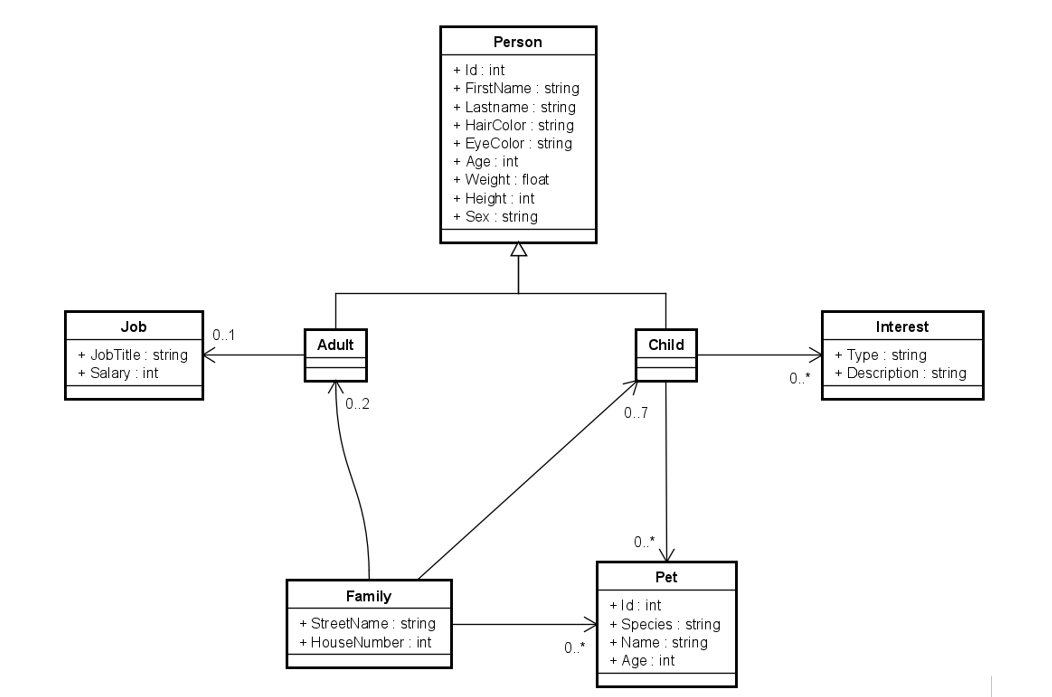 Person
+ Id : int
+ FirstName : string
+ Lastname : string
+ HairColor : string
+ EyeColor : string
+ Age : int
+ Weight : float
+ Height : int
+ Sex : string
Job
+ JobTitle : string
+ Salary : int
0..1
Adult
0..2
Child
0..7
Interest
+ Type : string
+ Description : string
0..*
0..*
Family
+ StreetName : string
+ HouseNumber : int
0..*
Pet
+ Id : int
+ Species : string
+ Name : string
+ Age : int